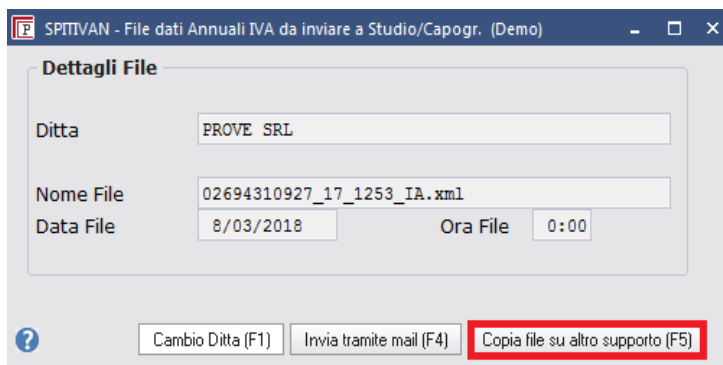 P SPITIVAN - File dati Annuali IVA da inviare a Studio/Capogr. (Demo)
Dettagli File
Ditta PROVE SRL
Nome File 02694310927_17_1253_IA.xml
Data File 8/03/2018 Ora File 0:00
? Cambio Ditta (F1) Invia tramite mail (F4) Copia file su altro supporto (F5)